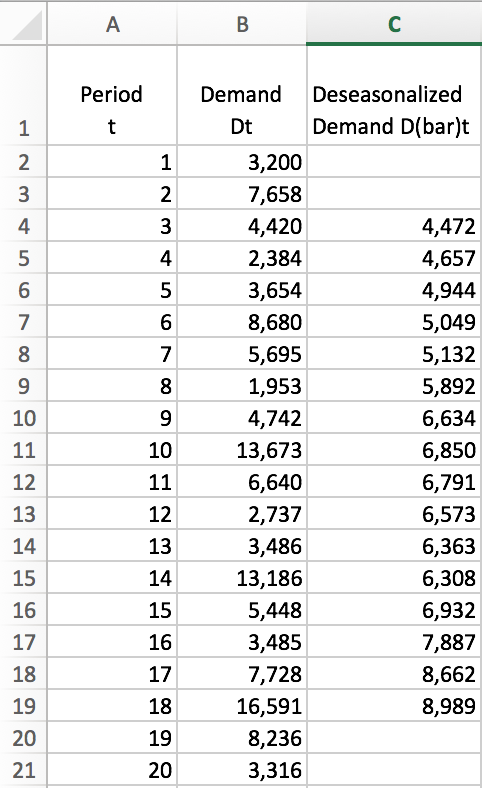 A B C
1 Period t Demand Dt Deseasonalized Demand D(bar)t
2 1 3,200
3 2 7,658
4 3 4,420 4,472
5 4 2,384 4,657
6 5 3,654 4,944
7 6 8,680 5,049
8 7 5,695 5,132
9 8 1,953 5,892
10 9 4,742 6,634
11 10 13,673 6,850
12 11 6,640 6,791
13 12 2,737 6,573
14 13 3,486 6,363
15 14 13,186 6,308
16 15 5,448 6,932
17 16 3,485 7,887
18 17 7,728 8,662
19 18 16,591 8,989
20 19 8,236
21 20 3,316